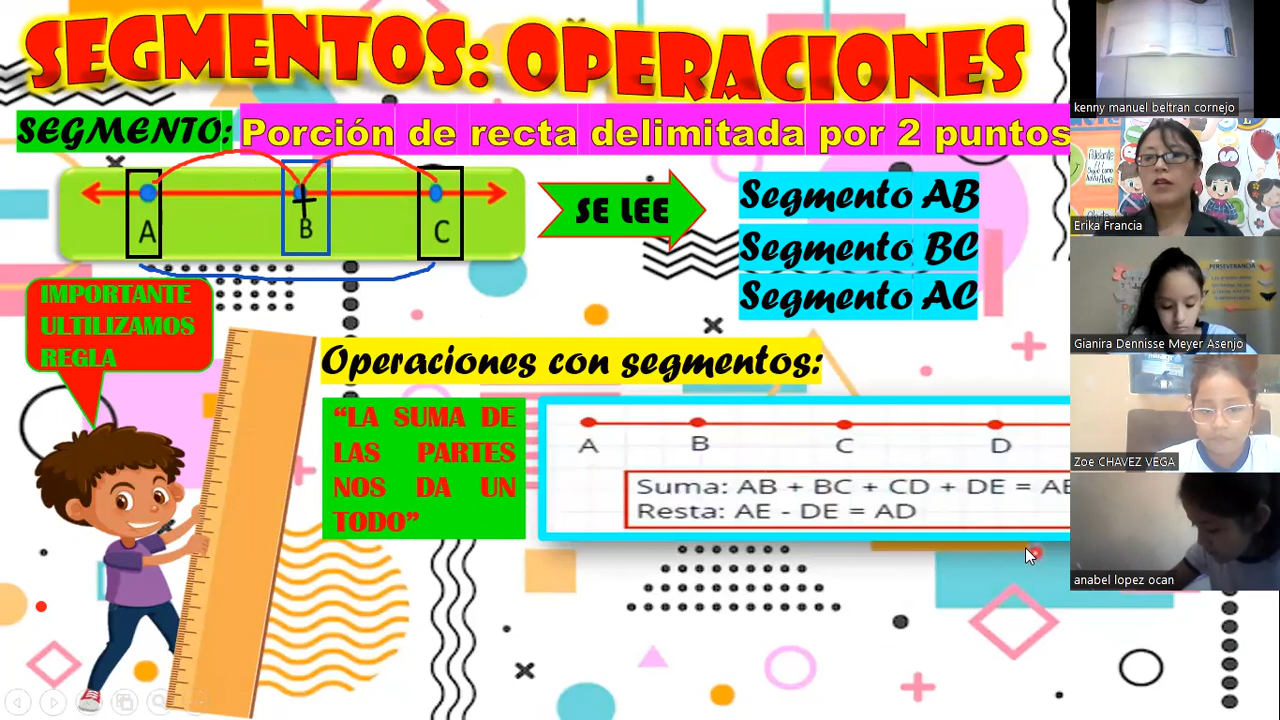 SEGMENTOS: OPERACIONES
SEGMENTO: Porción de recta delimitada por 2 puntos
A B C
SE LEE
Segmento AB
Segmento BC
Segmento AC
IMPORTANTE
ULTILIZAMOS
REGLA
Operaciones con segmentos:
“LA SUMA DE
LAS PARTES
NOS DA UN
TODO”
A B C D
Suma: AB + BC + CD + DE = AE
Resta: AE - DE = AD
kenny manuel beltran cornejo
Erika Francia
PERSEVERANCIA
Gianira Dennisse Meyer Asenjo
Zoe CHAVEZ VEGA
anabel lopez ocan